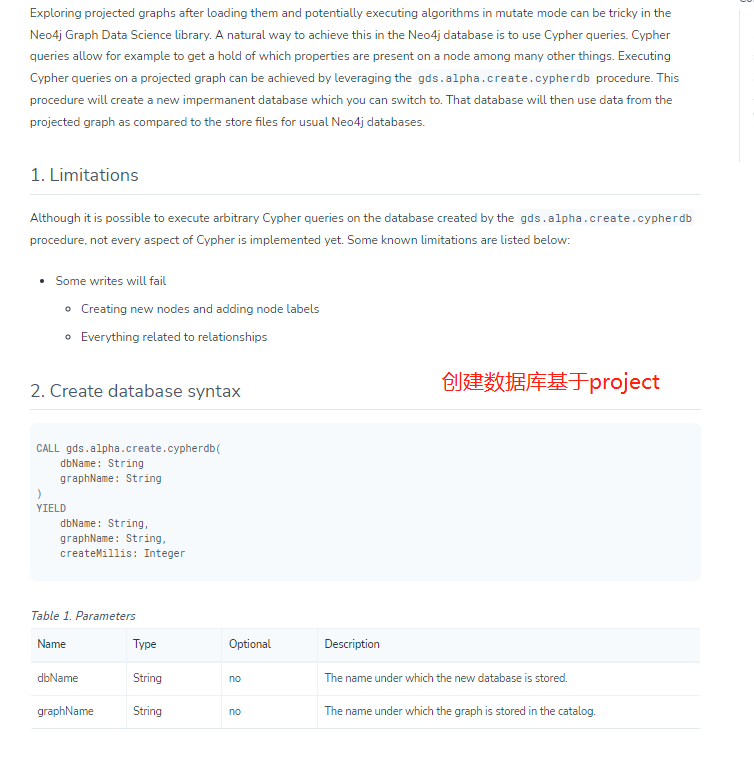 Exploring projected graphs after loading them and potentially executing algorithms in mutate mode can be tricky in the
Neo4j Graph Data Science library. A natural way to achieve this in the Neo4j database is to use Cypher queries. Cypher
queries allow for example to get a hold of which properties are present on a node among many other things. Executing
Cypher queries on a projected graph can be achieved by leveraging the gds.alpha.create.cypherdb procedure. This
procedure will create a new impermanent database which you can switch to. That database will then use data from the
projected graph as compared to the store files for usual Neo4j databases.
1. Limitations
Although it is possible to execute arbitrary Cypher queries on the database created by the gds.alpha.create.cypherdb
procedure, not every aspect of Cypher is implemented yet. Some known limitations are listed below:
• Some writes will fail
◦ Creating new nodes and adding node labels
◦ Everything related to relationships
2. Create database syntax
创建数据库基于project
CALL gds.alpha.create.cypherdb(
dbName: String
graphName: String
)
YIELD
dbName: String,
graphName: String,
createMillis: Integer
Table 1. Parameters
Name Type Optional Description
dbName String no The name under which the new database is stored.
graphName String no The name under which the graph is stored in the catalog.